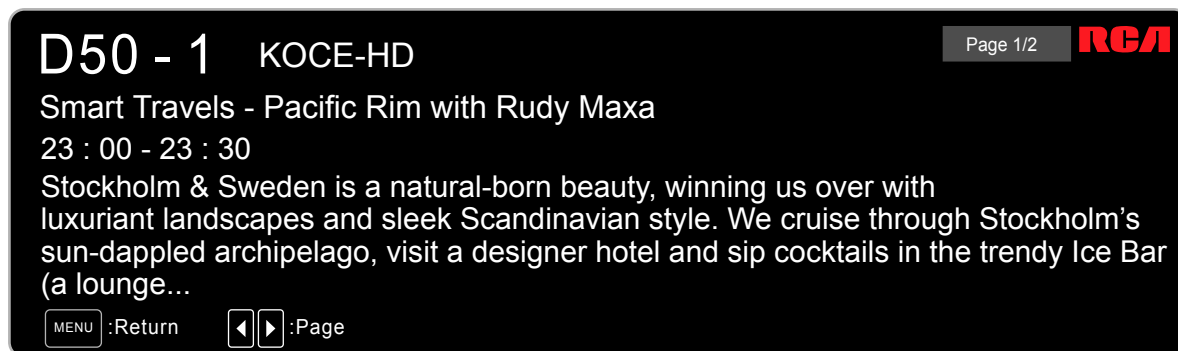 D50 - 1 KOCE-HD Page 1/2 RCA
Smart Travels - Pacific Rim with Rudy Maxa
23 : 00 - 23 : 30
Stockholm & Sweden is a natural-born beauty, winning us over with
luxuriant landscapes and sleek Scandinavian style. We cruise through Stockholm’s
sun-dappled archipelago, visit a designer hotel and sip cocktails in the trendy Ice Bar
(a lounge...
MENU :Return :Page